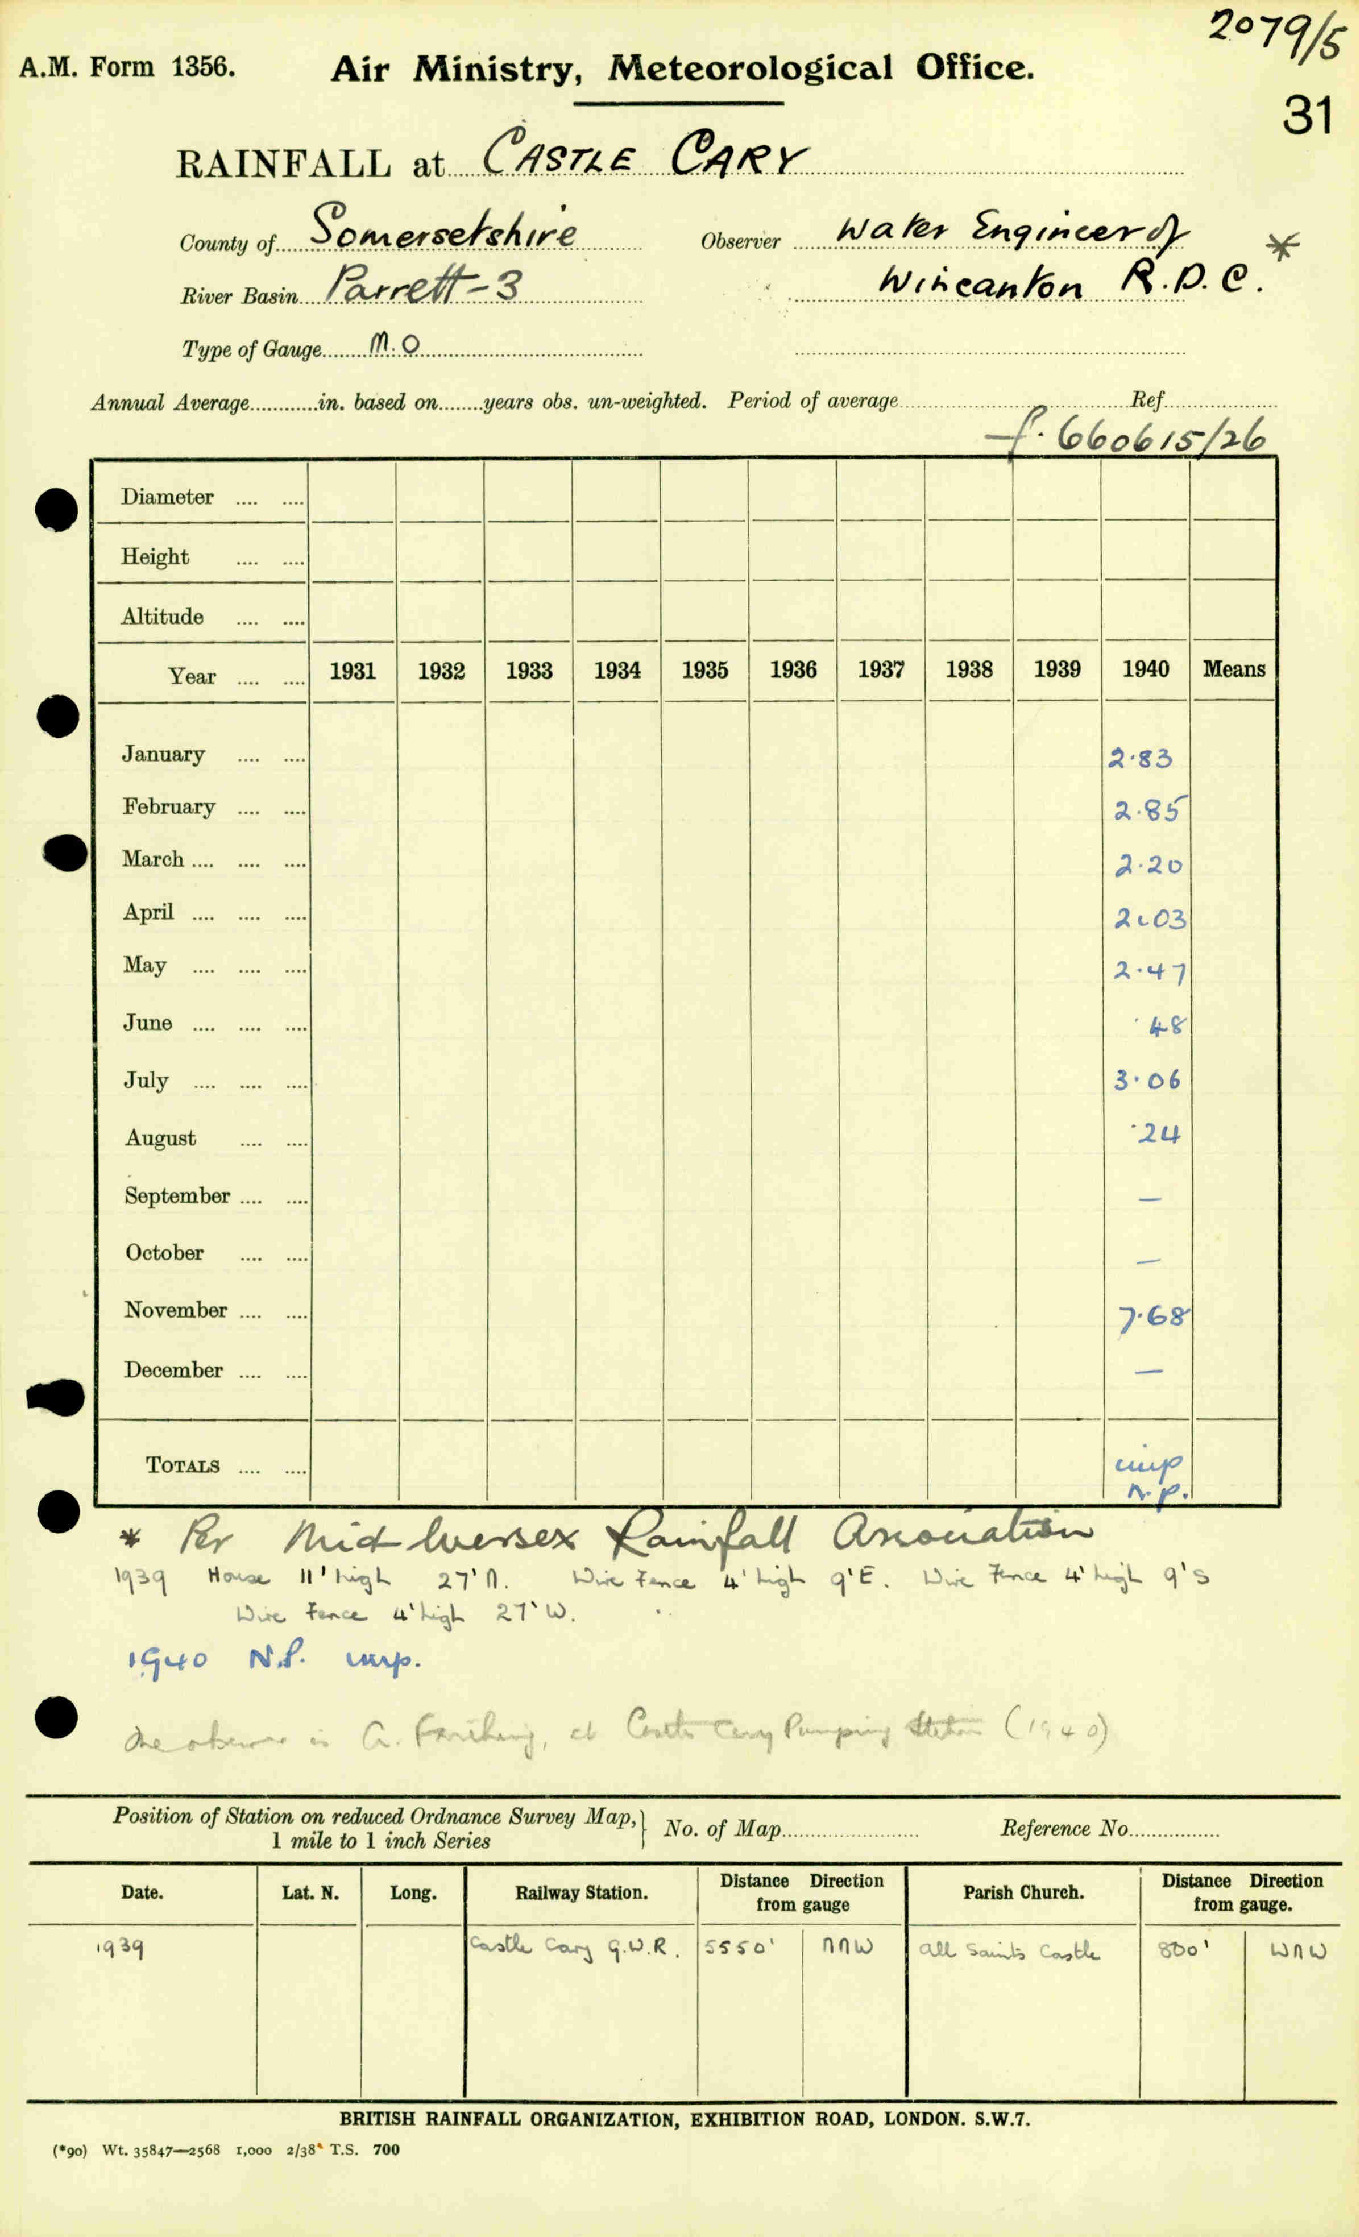 2079/5
A.M. Form 1356. Air Ministry, Meteorological Office.
31
RAINFALL at CASTLE CARY
County of Somersetshire Observer Water Engineer of *
River Basin Parrett-3 Wincanton R.D.C.
Type of Gauge M.O
Annual Average............in. based on........years obs. un-weighted. Period of average Ref.
f. 660615/26
Diameter .... ....
Height .... ....
Altitude .... ....
Year .... .... 1931 1932 1933 1934 1935 1936 1937 1938 1939 1940 Means
January .... .... 2.83
February .... .... 2.85
March .... .... .... 2.20
April .... .... .... 2.03
May .... .... .... 2.47
June .... .... .... .48
July .... .... .... 3.06
August .... .... .24
September .... .... —
October .... .... —
November .... .... 7.68
December .... .... —
TOTALS .... .... imp
n.p.
* Per Mid-Wessex Rainfall Association
1939 House 11' high 27' N. Wire Fence 4' high 9' E. Wire Fence 4' high 9' S
Wire Fence 4' high 27' W.
1940 N.P. imp.
The observer is A. Farthing, at Castle Cary Pumping Station (1940)
Position of Station on reduced Ordnance Survey Map, } No. of Map Reference No.
1 mile to 1 inch Series
Date. Lat. N. Long. Railway Station. Distance Direction from gauge Parish Church. Distance Direction from gauge.
1939 Castle Cary G.W.R. 5550' NNW All Saints Castle 800' WNW
BRITISH RAINFALL ORGANIZATION, EXHIBITION ROAD, LONDON. S.W.7.
(*90) Wt. 35847—2568 1,000 2/38 T.S. 700